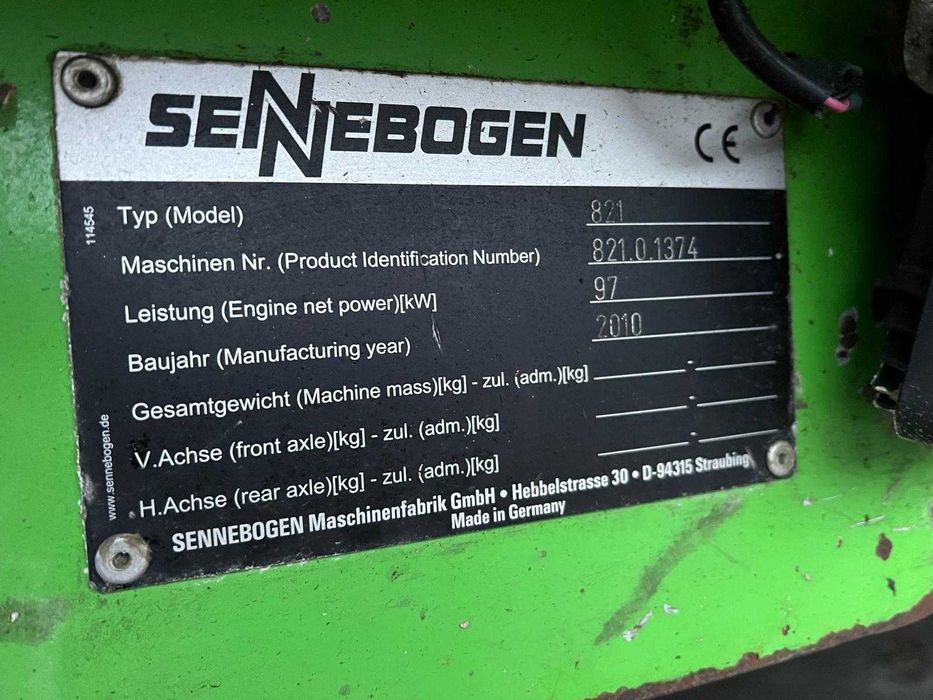 SENNEBOGEN CE
114545
Typ (Model) 821
Maschinen Nr. (Product Identification Number) 821.0.1374
Leistung (Engine net power)[kW] 97
Baujahr (Manufacturing year) 2010
Gesamtgewicht (Machine mass)[kg] - zul. (adm.)[kg] -
V.Achse (front axle)[kg] - zul. (adm.)[kg] -
H.Achse (rear axle)[kg] - zul. (adm.)[kg] -
www.sennebogen.de
SENNEBOGEN Maschinenfabrik GmbH • Hebbelstrasse 30 • D-94315 Straubing
Made in Germany